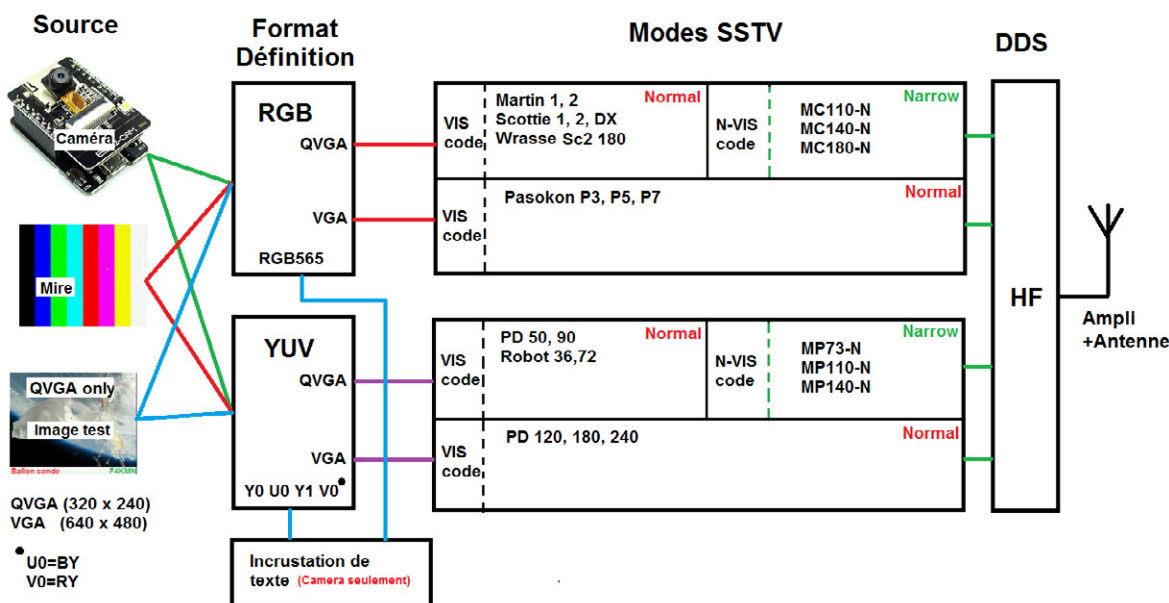 Source
Format
Définition
Modes SSTV
DDS
Caméra
Mire
QVGA only
Image test
Ballon sonde
F4KMN
QVGA (320 x 240)
VGA (640 x 480)
U0=BY
V0=RY
RGB
QVGA
VGA
RGB565
YUV
QVGA
VGA
Y0 U0 Y1 V0
Incrustation de
texte (Camera seulement)
VIS
code
Martin 1, 2
Scottie 1, 2, DX
Wrasse Sc2 180
Normal
N-VIS
code
MC110-N
MC140-N
MC180-N
Narrow
VIS
code
Pasokon P3, P5, P7
Normal
VIS
code
PD 50, 90
Robot 36,72
Normal
N-VIS
code
MP73-N
MP110-N
MP140-N
Narrow
VIS
code
PD 120, 180, 240
Normal
HF
Ampli
+Antenne